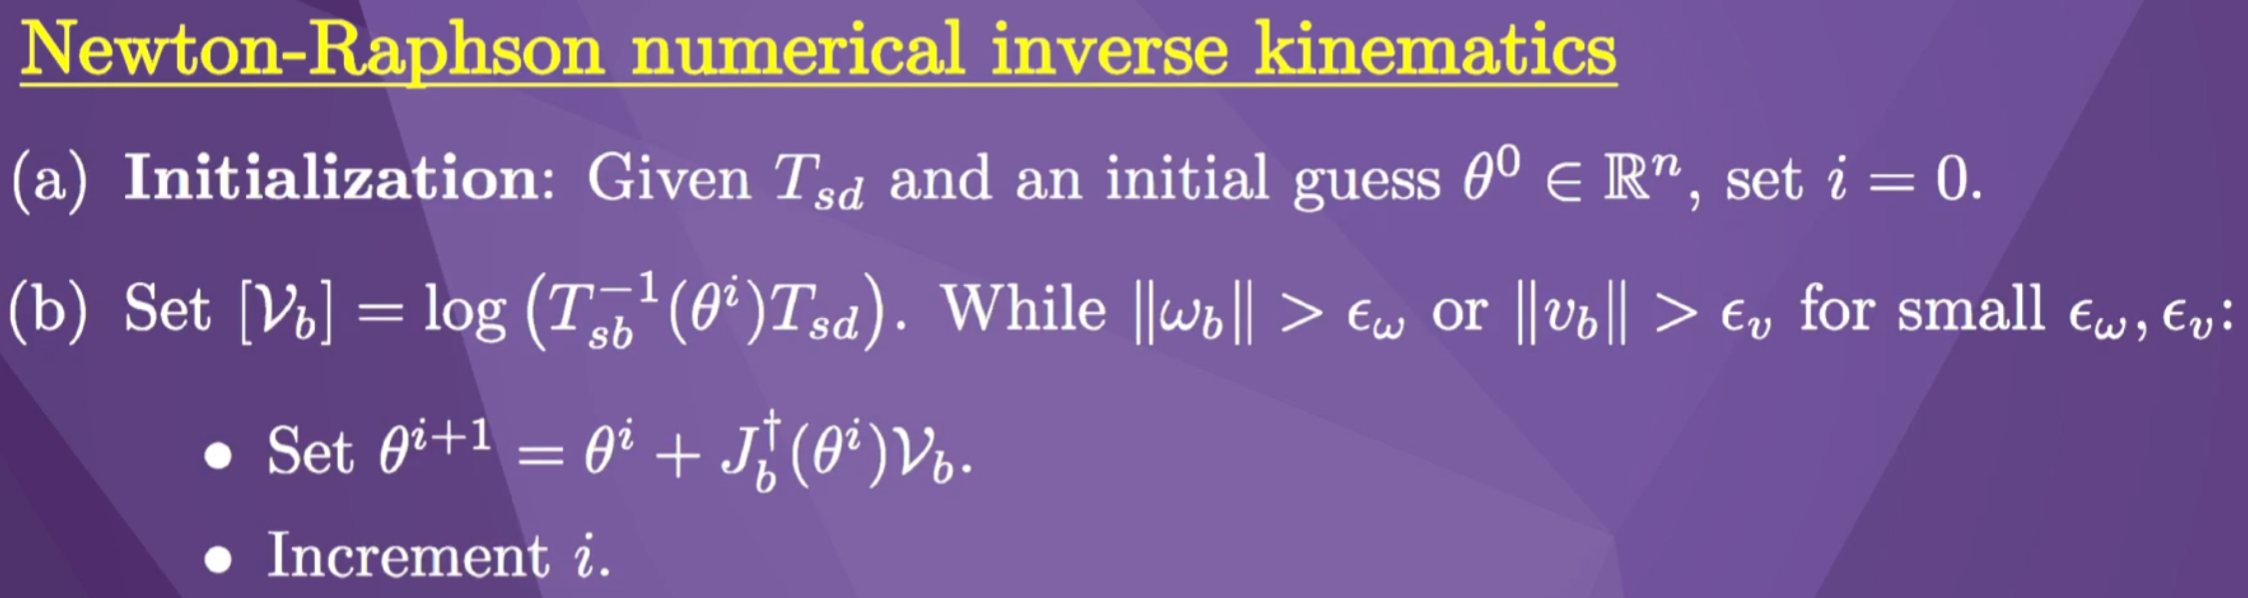 Newton-Raphson numerical inverse kinematics
(a) Initialization: Given $T_{sd}$ and an initial guess $\theta^0 \in \mathbb{R}^n$, set $i = 0$.
(b) Set $[\mathcal{V}_b] = \log\left(T_{sb}^{-1}(\theta^i)T_{sd}\right)$. While $\|\omega_b\| > \epsilon_\omega$ or $\|v_b\| > \epsilon_v$ for small $\epsilon_\omega, \epsilon_v$:
• Set $\theta^{i+1} = \theta^i + J_b^\dagger(\theta^i)\mathcal{V}_b$.
• Increment $i$.